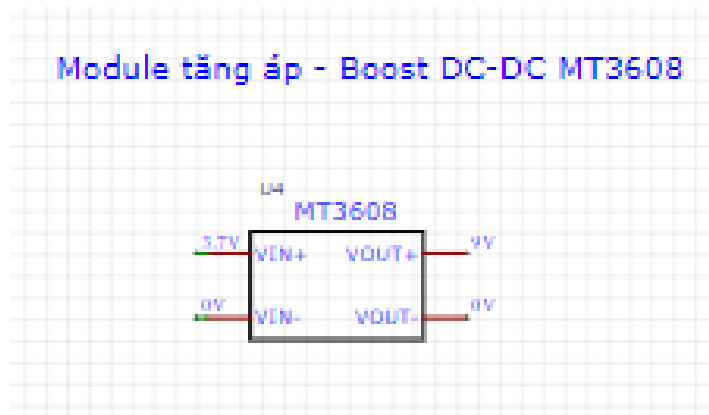 Module tăng áp - Boost DC-DC MT3608
U4
MT3608
3.7V VIN+ VOUT+ 9V
0V VIN- VOUT- 0V